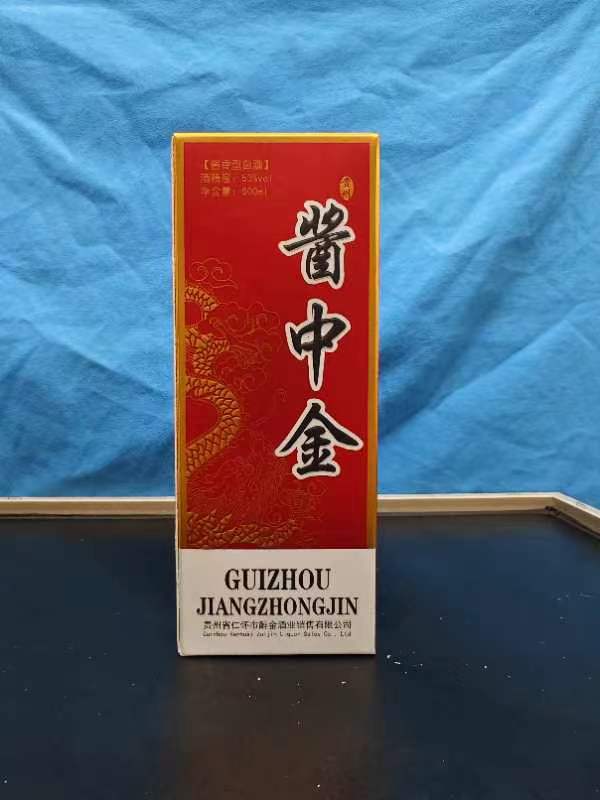 【酱香型白酒】
酒精度：53%vol
净含量：500ml
贵州
酱中金
GUIZHOU
JIANGZHONGJIN
贵州省仁怀市醉金酒业销售有限公司
Guizhou Renhuai Zuijin Liquor Sales Co., Ltd